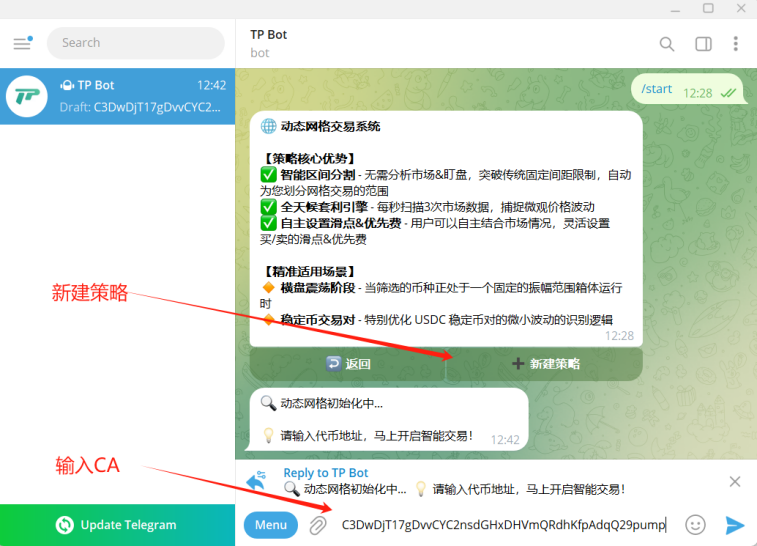 Search
TP Bot
bot
TP Bot
12:42
Draft: C3DwDjT17gDvvCYC2...
TP
/start
12:28
动态网格交易系统
【策略核心优势】
智能区间分割 - 无需分析市场&盯盘，突破传统固定间距限制，自动
为您划分网格交易的范围
全天候套利引擎 - 每秒扫描3次市场数据，捕捉微观价格波动
自主设置滑点&优先费 - 用户可以自主结合市场情况，灵活设置
买/卖的滑点&优先费
【精准适用场景】
横盘震荡阶段 - 当筛选的币种正处于一个固定的振幅范围箱体运行
时
稳定币交易对 - 特别优化 USDC 稳定币对的微小波动的识别逻辑
12:28
新建策略
返回
新建策略
动态网格初始化中...
请输入代币地址，马上开启智能交易！
12:42
输入CA
Reply to TP Bot
动态网格初始化中... 请输入代币地址，马上开启智能交易！
Update Telegram
Menu
C3DwDjT17gDvvCYC2nsdGHxDHVmQRdhKfpAdqQ29pump